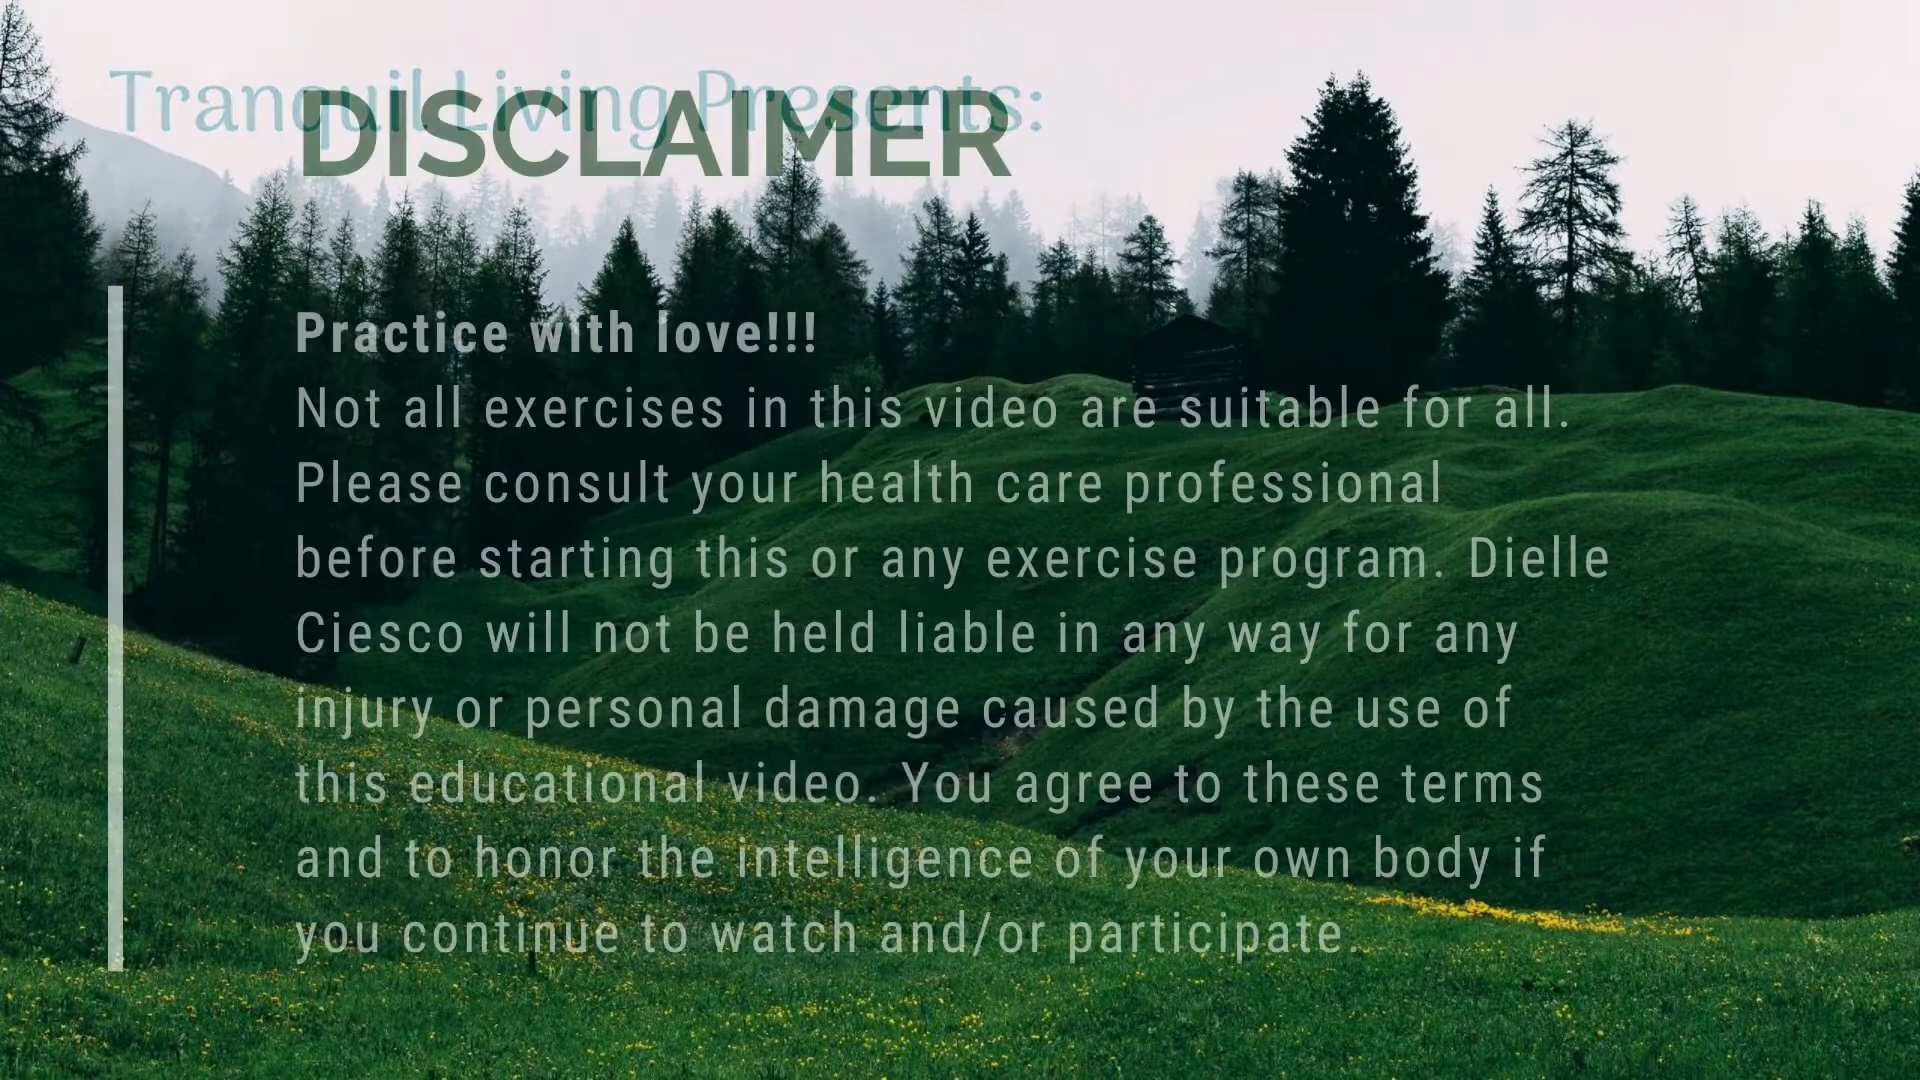 Tranquil Living Presents:
DISCLAIMER
Practice with love!!!
Not all exercises in this video are suitable for all.
Please consult your health care professional
before starting this or any exercise program. Dielle
Ciesco will not be held liable in any way for any
injury or personal damage caused by the use of
this educational video. You agree to these terms
and to honor the intelligence of your own body if
you continue to watch and/or participate.